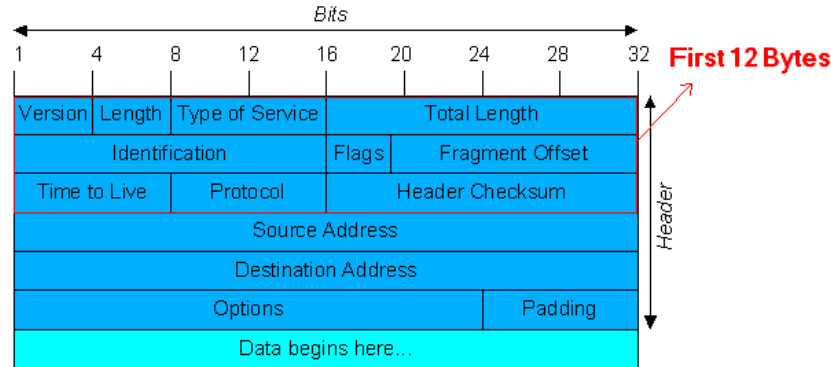 Bits
1 4 8 12 16 20 24 28 32
First 12 Bytes
Version Length Type of Service Total Length
Identification Flags Fragment Offset
Time to Live Protocol Header Checksum
Source Address
Destination Address
Options Padding
Data begins here...
Header